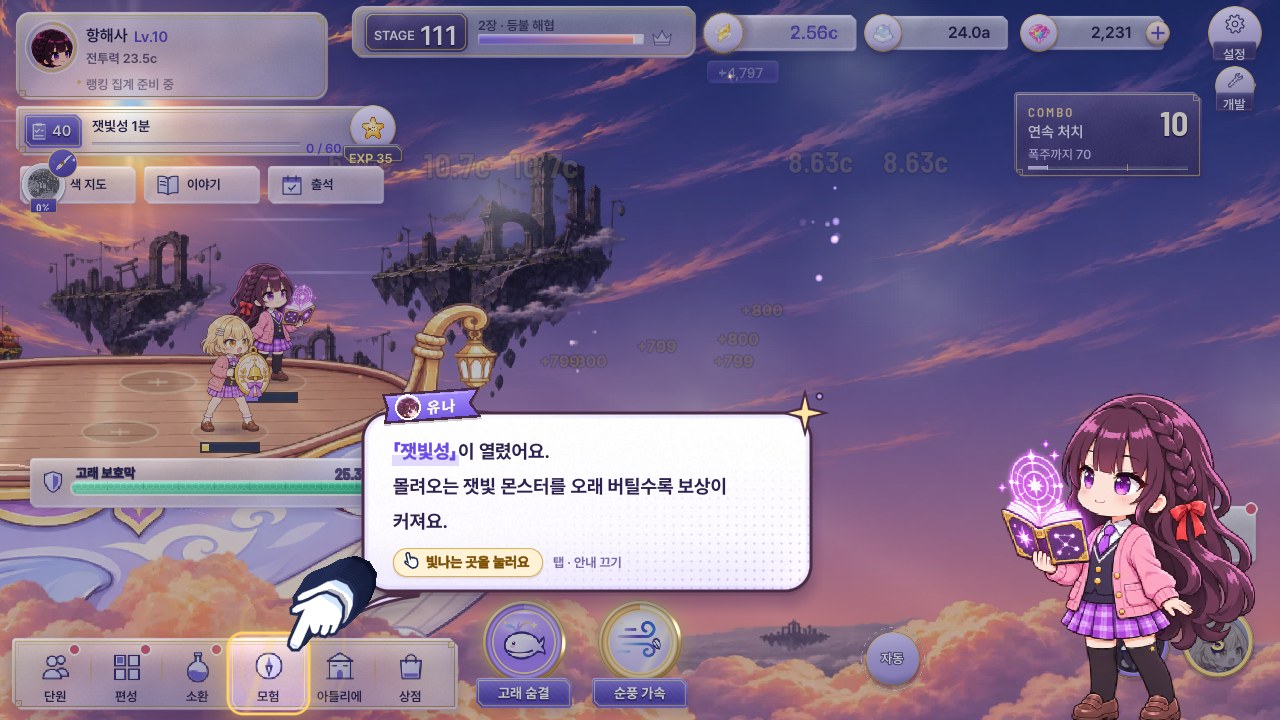 항해사 Lv.10
전투력 23.5c
랭킹 집계 준비 중
STAGE 111
2장 · 등불 해협
2.56c
24.0a
2,231
설정
+4,797
개발
40
잿빛성 1분
0 / 60
EXP 35
COMBO
연속 처치
10
폭주까지 70
색 지도
0%
이야기
출석
10.7c
10.7c
8.63c
8.63c
+800
+799
+800
+799
고래 보호막
유나
「잿빛성」이 열렸어요.
몰려오는 잿빛 몬스터를 오래 버틸수록 보상이
커져요.
빛나는 곳을 눌러요
탭 · 안내 끄기
단원
편성
소환
모험
아틀리에
상점
고래 숨결
순풍 가속
자동